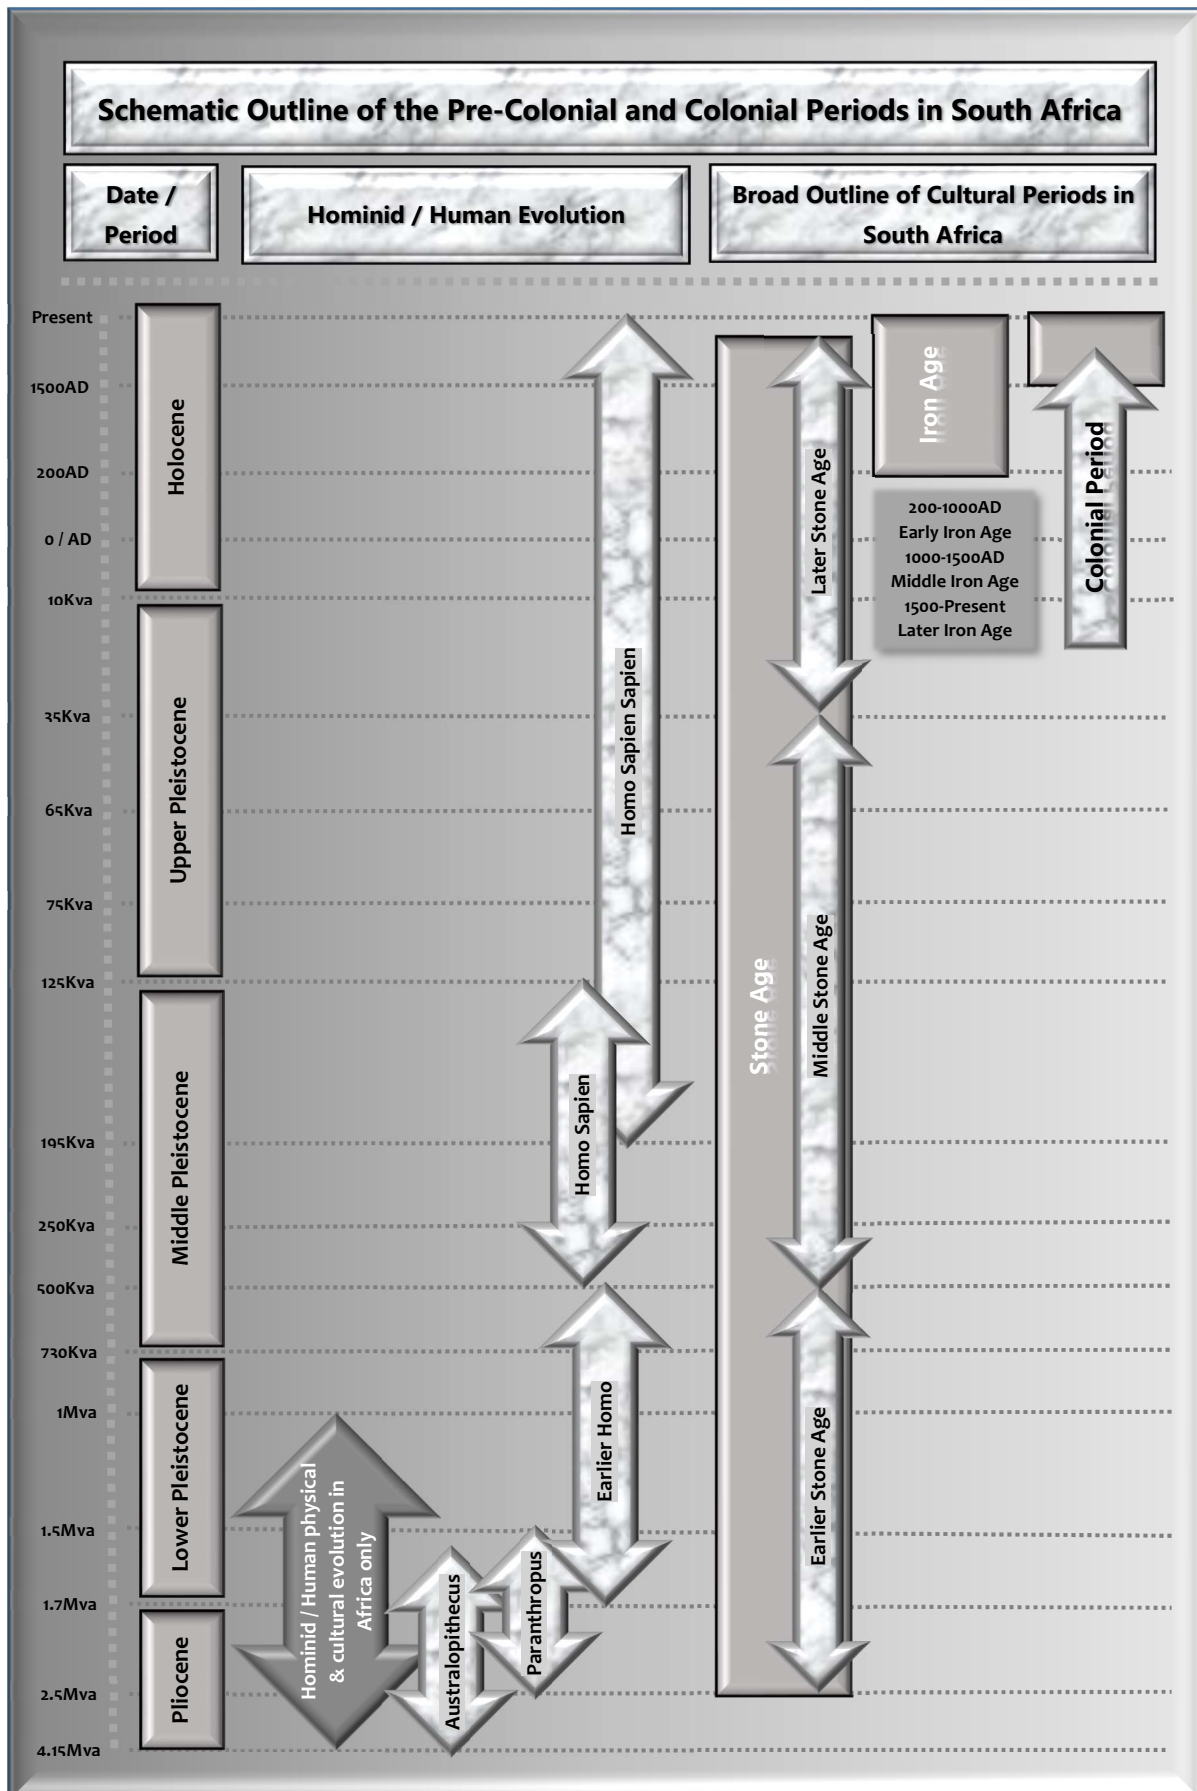 Schematic Outline of the Pre-Colonial and Colonial Periods in South Africa
Date /
Period
Hominid / Human Evolution
Broad Outline of Cultural Periods in
South Africa
Present
1500AD
200AD
0 / AD
10Kya
35Kya
65Kya
75Kya
125Kya
195Kya
250Kya
500Kya
730Kya
1Mya
1.5Mya
1.7Mya
2.5Mya
4.15Mya
Holocene
Upper Pleistocene
Middle Pleistocene
Lower Pleistocene
Pliocene
Hominid / Human physical
& cultural evolution in
Africa only
Australopithecus
Paranthropus
Earlier Homo
Homo Sapien
Homo Sapien Sapien
Stone Age
Later Stone Age
Middle Stone Age
Earlier Stone Age
Iron Age
200-1000AD
Early Iron Age
1000-1500AD
Middle Iron Age
1500-Present
Later Iron Age
Colonial Period